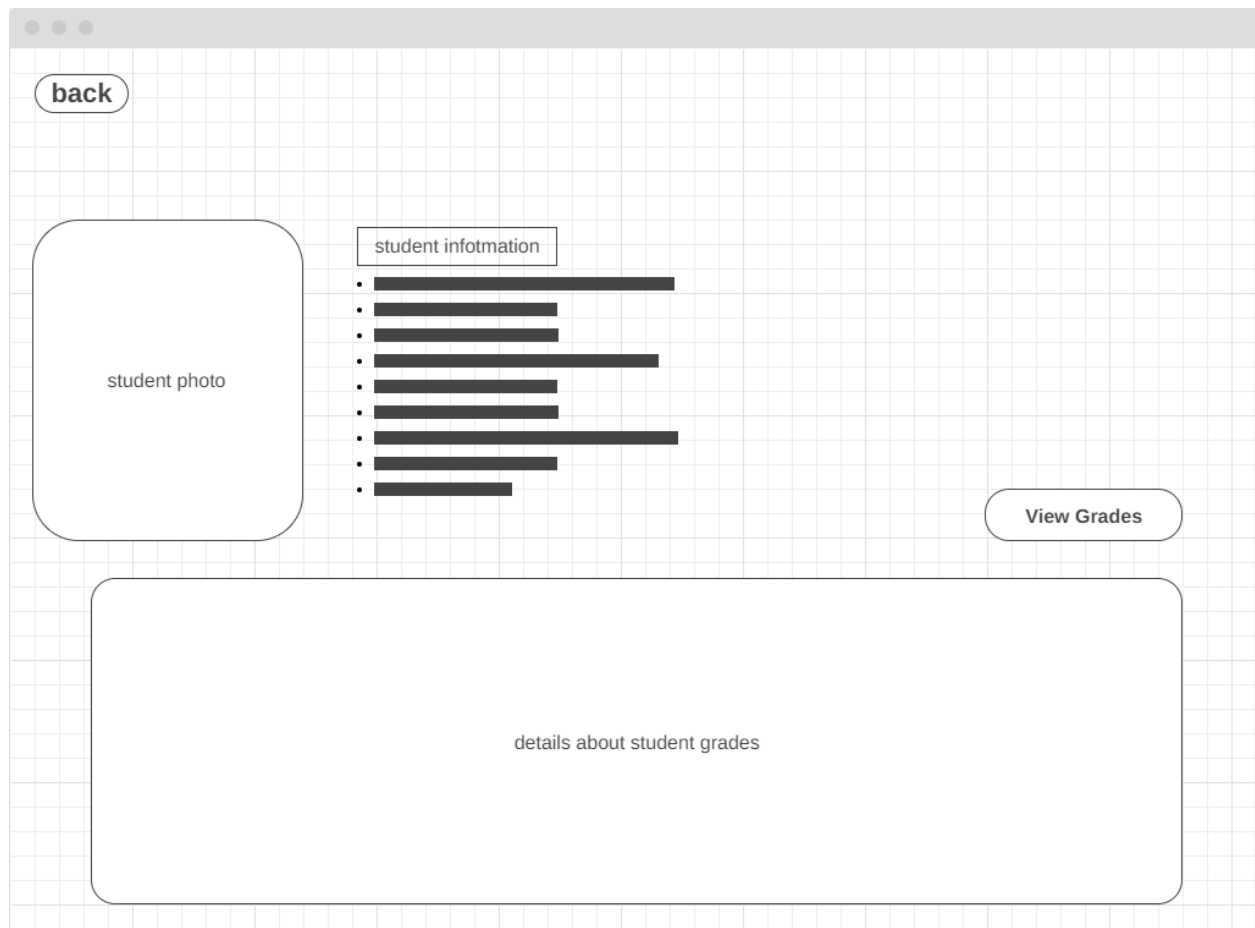 back
student infotmation
student photo
View Grades
details about student grades